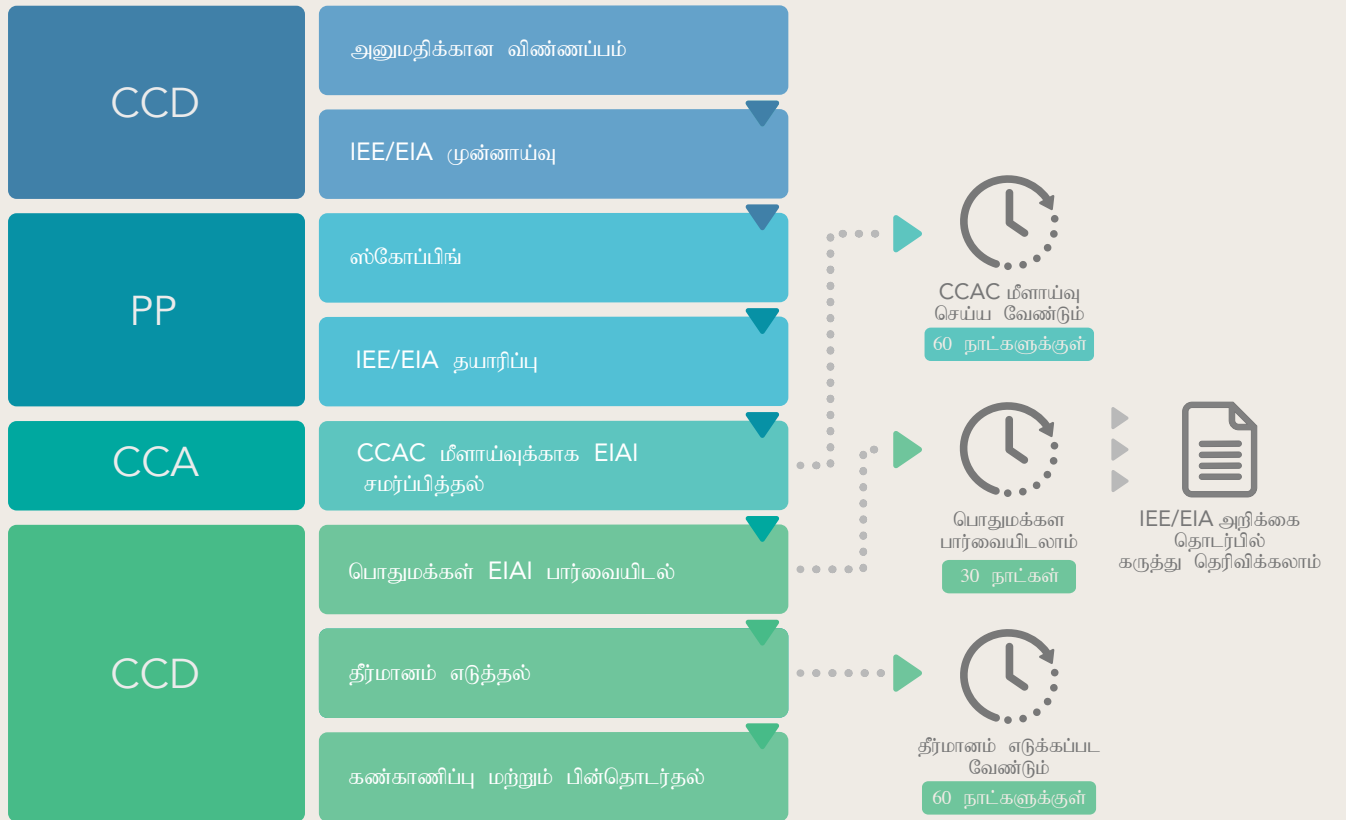 CCD
அனுமதிக்கான விண்ணப்பம்
IEE/EIA முன்னாய்வு
PP
ஸ்கோப்பிங்
IEE/EIA தயாரிப்பு
CCA
CCAC மீளாய்வுக்காக EIAI
சமர்ப்பித்தல்
CCD
பொதுமக்கள் EIAI பார்வையிடல்
தீர்மானம் எடுத்தல்
கண்காணிப்பு மற்றும் பின்தொடர்தல்
CCAC மீளாய்வு
செய்ய வேண்டும்
60 நாட்களுக்குள்
பொதுமக்கள
பார்வையிடலாம்
30 நாட்கள்
IEE/EIA அறிக்கை
தொடர்பில்
கருத்து தெரிவிக்கலாம்
தீர்மானம் எடுக்கப்பட
வேண்டும்
60 நாட்களுக்குள்